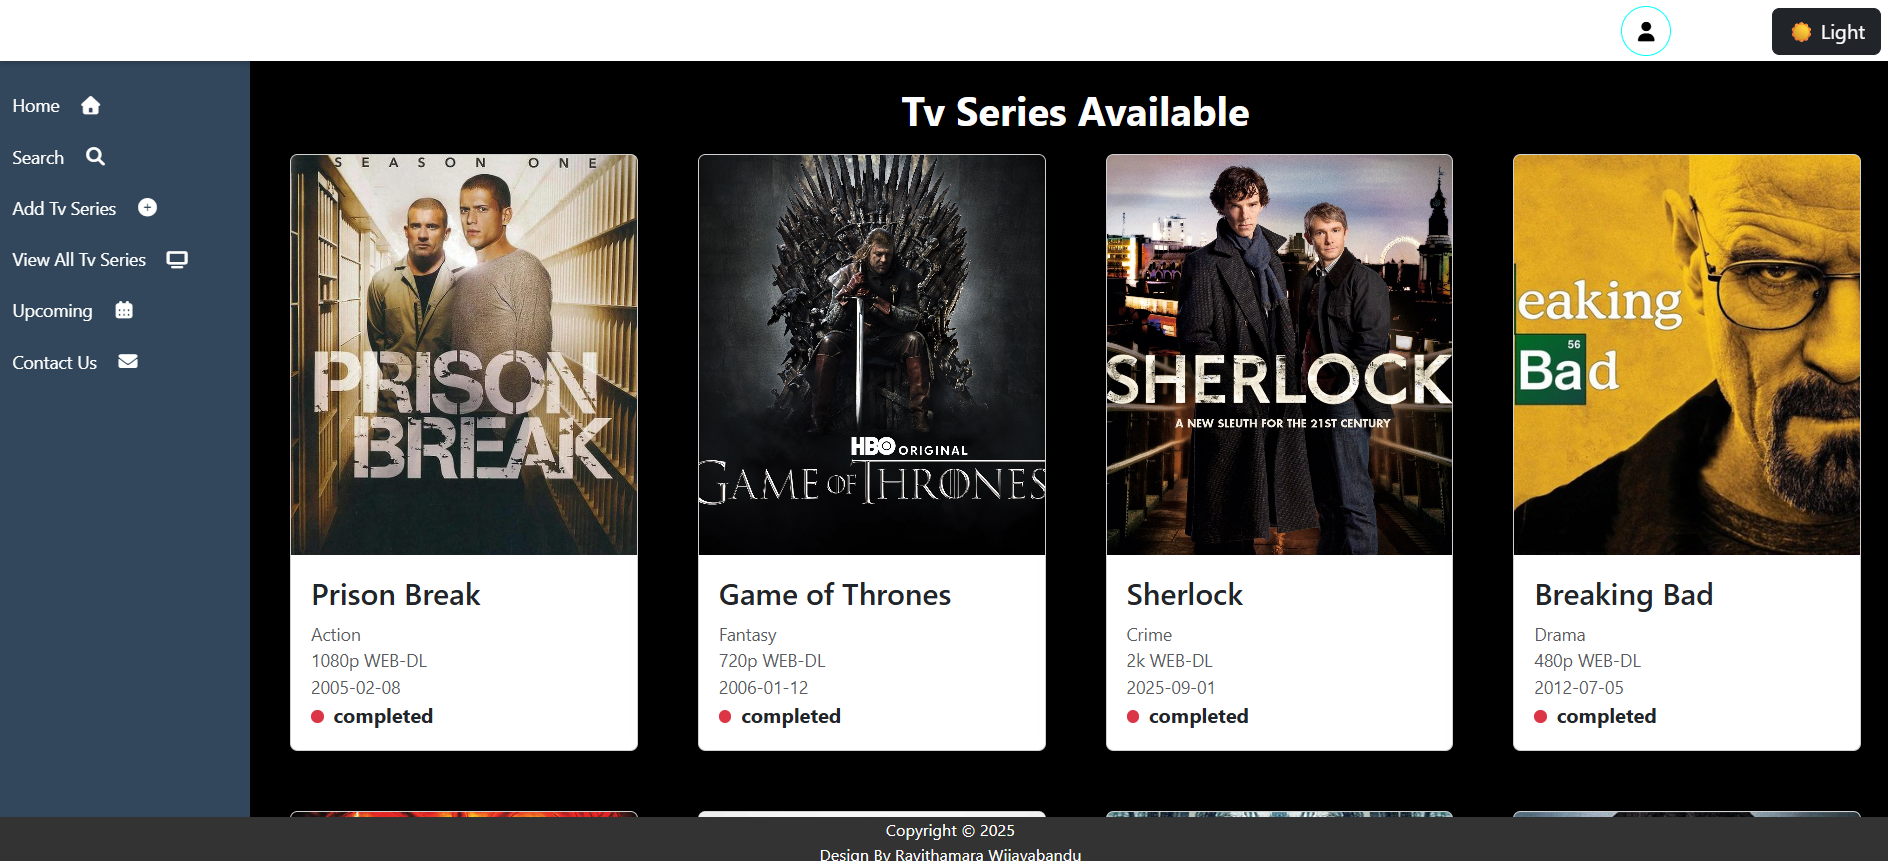 Light
Home
Search
Add Tv Series
View All Tv Series
Upcoming
Contact Us
Tv Series Available
SEASON ONE
PRISON
BREAK
Prison Break
Action
1080p WEB-DL
2005-02-08
completed
HBO ORIGINAL
GAME OF THRONES
Game of Thrones
Fantasy
720p WEB-DL
2006-01-12
completed
SHERLOCK
A NEW SLEUTH FOR THE 21ST CENTURY
Sherlock
Crime
2k WEB-DL
2025-09-01
completed
eaking
56
Bad
Breaking Bad
Drama
480p WEB-DL
2012-07-05
completed
Copyright © 2025
Design By Ravithamara Wijayabandu